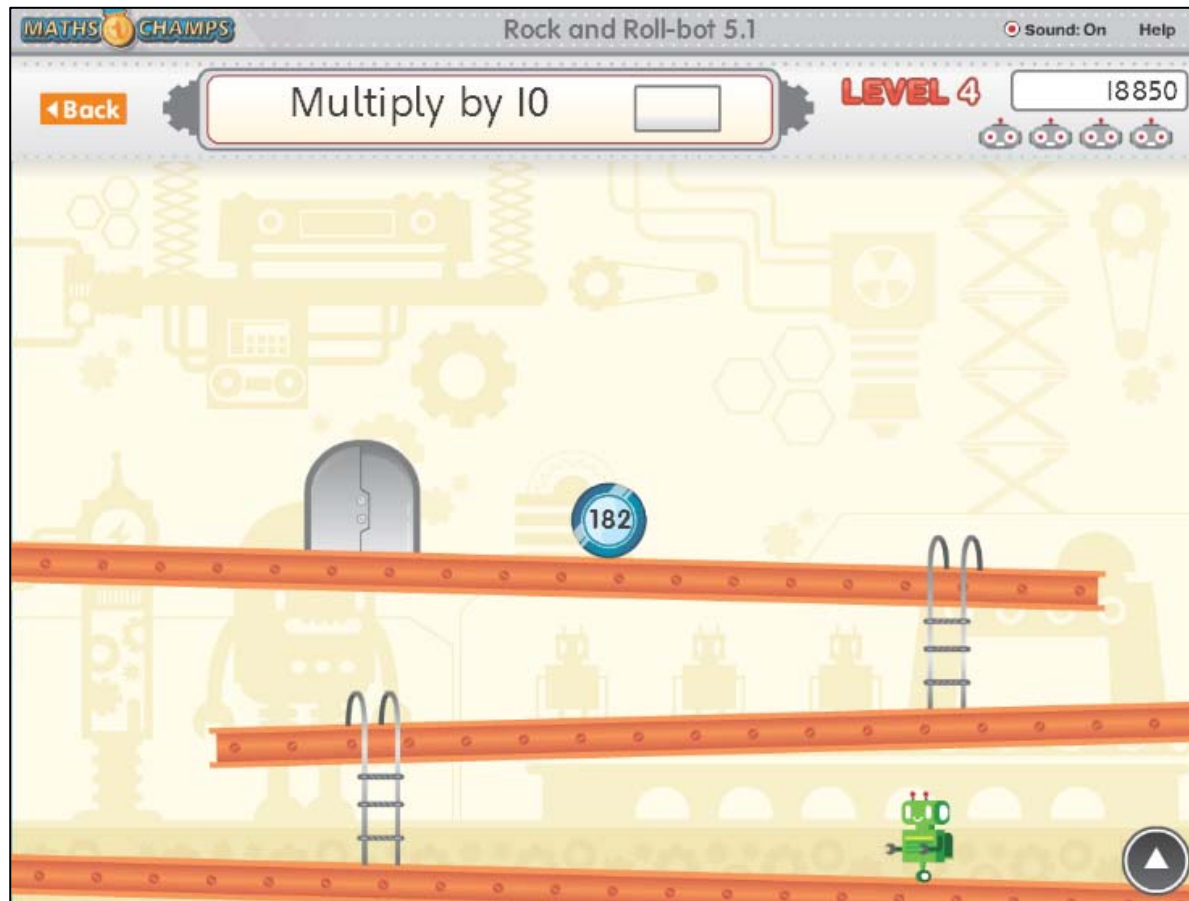 MATHS CHAMPS
Rock and Roll-bot 5.1
Sound: On
Help
Back
Multiply by 10
LEVEL 4
18850
182